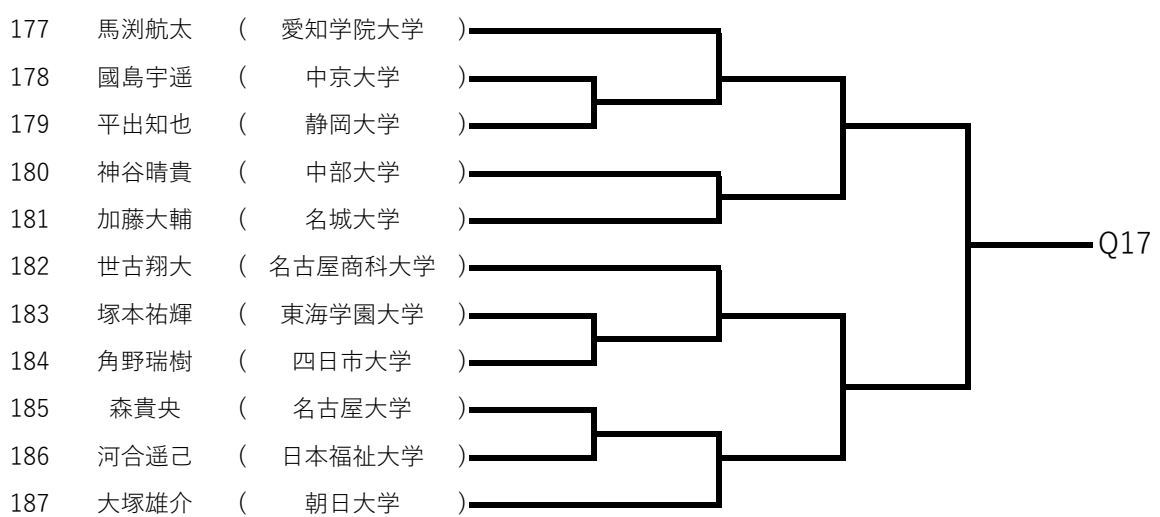 177 馬渕航太 ( 愛知学院大学 )
178 國島宇遥 ( 中京大学 )
179 平出知也 ( 静岡大学 )
180 神谷晴貴 ( 中部大学 )
181 加藤大輔 ( 名城大学 )
Q17
182 世古翔大 ( 名古屋商科大学 )
183 塚本祐輝 ( 東海学園大学 )
184 角野瑞樹 ( 四日市大学 )
185 森貴央 ( 名古屋大学 )
186 河合遥己 ( 日本福祉大学 )
187 大塚雄介 ( 朝日大学 )